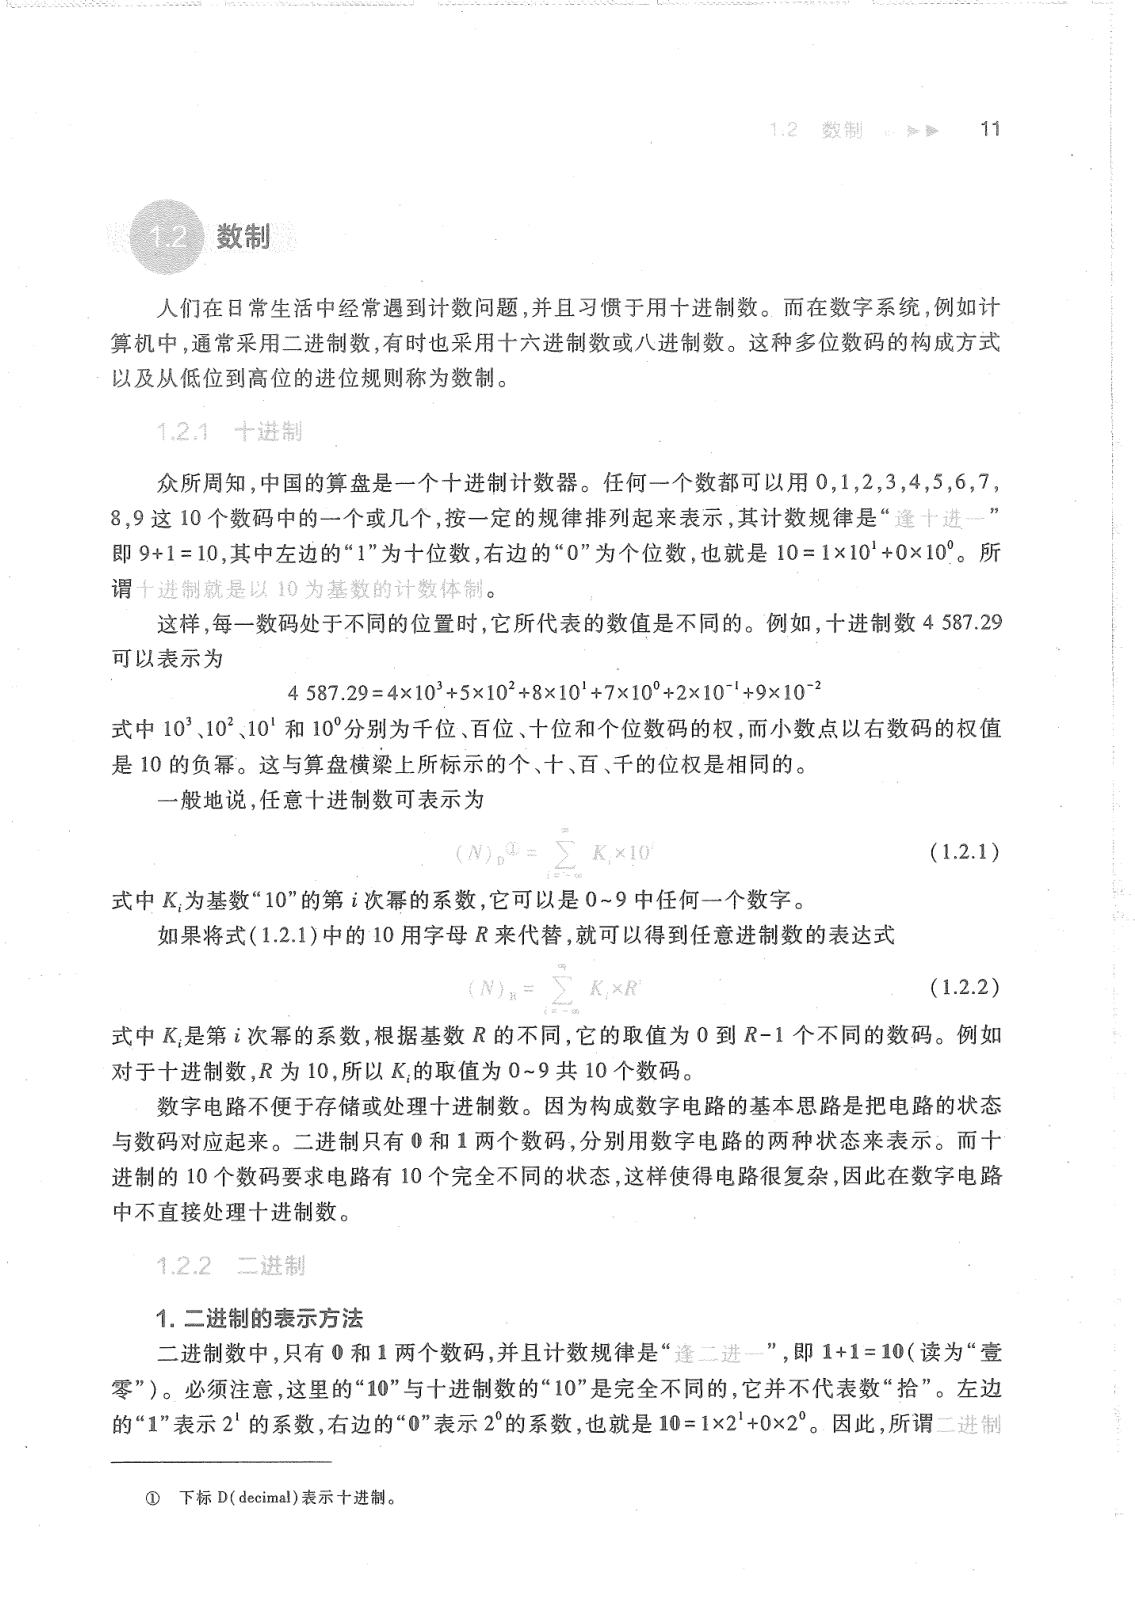 1.2 数制 11
1.2 数制
人们在日常生活中经常遇到计数问题,并且习惯于用十进制数。而在数字系统,例如计
算机中,通常采用二进制数,有时也采用十六进制数或八进制数。这种多位数码的构成方式
以及从低位到高位的进位规则称为数制。
1.2.1 十进制
众所周知,中国的算盘是一个十进制计数器。任何一个数都可以用 0,1,2,3,4,5,6,7,
8,9 这 10 个数码中的一个或几个,按一定的规律排列起来表示,其计数规律是“逢十进一”
即 9+1=10,其中左边的“1”为十位数,右边的“0”为个位数,也就是 10=1×10¹+0×10⁰。所
谓十进制就是以 10 为基数的计数体制。
这样,每一数码处于不同的位置时,它所代表的数值是不同的。例如,十进制数 4 587.29
可以表示为
4 587.29=4×10³+5×10²+8×10¹+7×10⁰+2×10⁻¹+9×10⁻²
式中 10³、10²、10¹ 和 10⁰分别为千位、百位、十位和个位数码的权,而小数点以右数码的权值
是 10 的负幂。这与算盘横梁上所标示的个、十、百、千的位权是相同的。
一般地说,任意十进制数可表示为
(N)_D^① = ∑_{i=-∞}^{∞} K_i×10^i (1.2.1)
式中 K_i为基数“10”的第 i 次幂的系数,它可以是 0~9 中任何一个数字。
如果将式(1.2.1)中的 10 用字母 R 来代替,就可以得到任意进制数的表达式
(N)_R = ∑_{i=-∞}^{∞} K_i×R^i (1.2.2)
式中 K_i是第 i 次幂的系数,根据基数 R 的不同,它的取值为 0 到 R-1 个不同的数码。例如
对于十进制数,R 为 10,所以 K_i的取值为 0~9 共 10 个数码。
数字电路不便于存储或处理十进制数。因为构成数字电路的基本思路是把电路的状态
与数码对应起来。二进制只有 0 和 1 两个数码,分别用数字电路的两种状态来表示。而十
进制的 10 个数码要求电路有 10 个完全不同的状态,这样使得电路很复杂,因此在数字电路
中不直接处理十进制数。
1.2.2 二进制
1. 二进制的表示方法
二进制数中,只有 0 和 1 两个数码,并且计数规律是“逢二进一”,即 1+1=10(读为“壹
零”)。必须注意,这里的“10”与十进制数的“10”是完全不同的,它并不代表数“拾”。左边
的“1”表示 2¹ 的系数,右边的“0”表示 2⁰的系数,也就是 10=1×2¹+0×2⁰。因此,所谓二进制
① 下标 D(decimal)表示十进制。